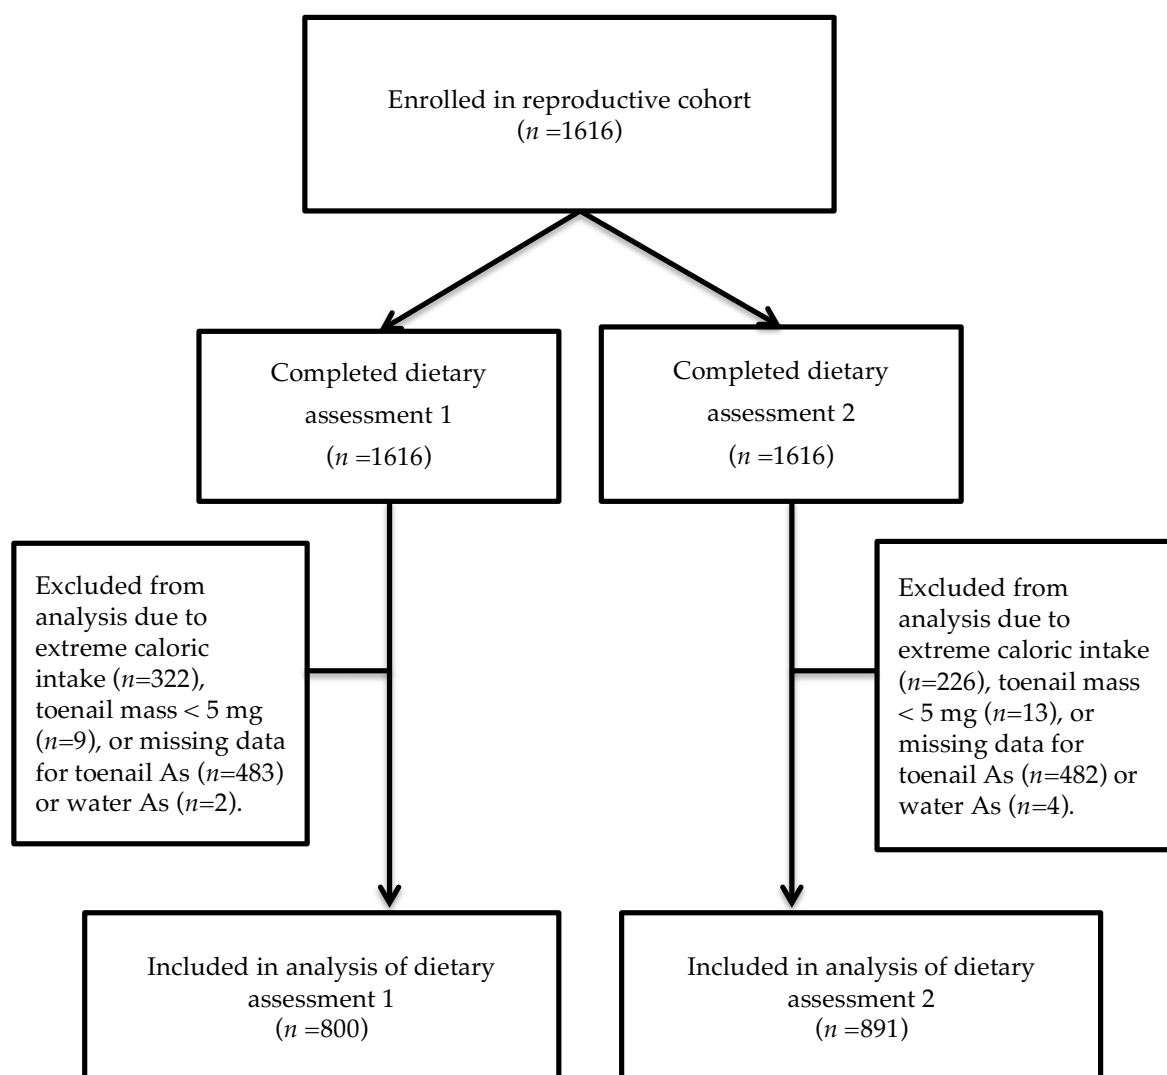 Enrolled in reproductive cohort
(n =1616)
Completed dietary
assessment 1
(n =1616)
Completed dietary
assessment 2
(n =1616)
Excluded from
analysis due to
extreme caloric
intake (n=322),
toenail mass < 5 mg
(n=9), or missing data
for toenail As (n=483)
or water As (n=2).
Excluded from
analysis due to
extreme caloric intake
(n=226), toenail mass
< 5 mg (n=13), or
missing data for
toenail As (n=482) or
water As (n=4).
Included in analysis of dietary
assessment 1
(n =800)
Included in analysis of dietary
assessment 2
(n =891)